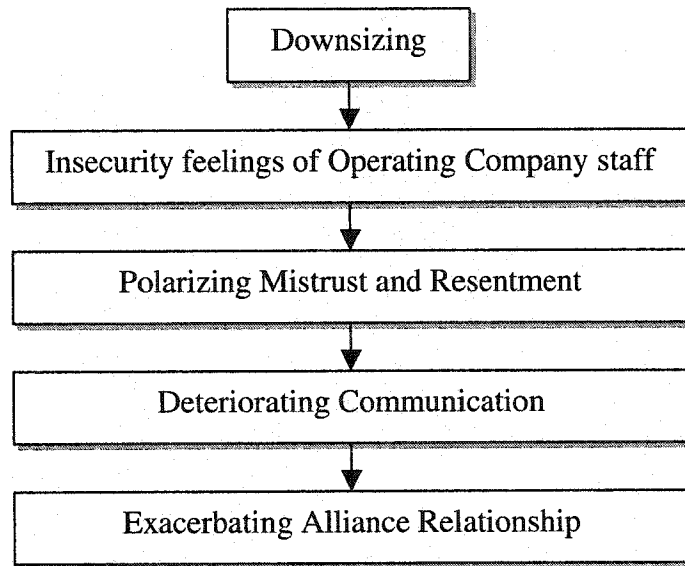 Downsizing
Insecurity feelings of Operating Company staff
Polarizing Mistrust and Resentment
Deteriorating Communication
Exacerbating Alliance Relationship